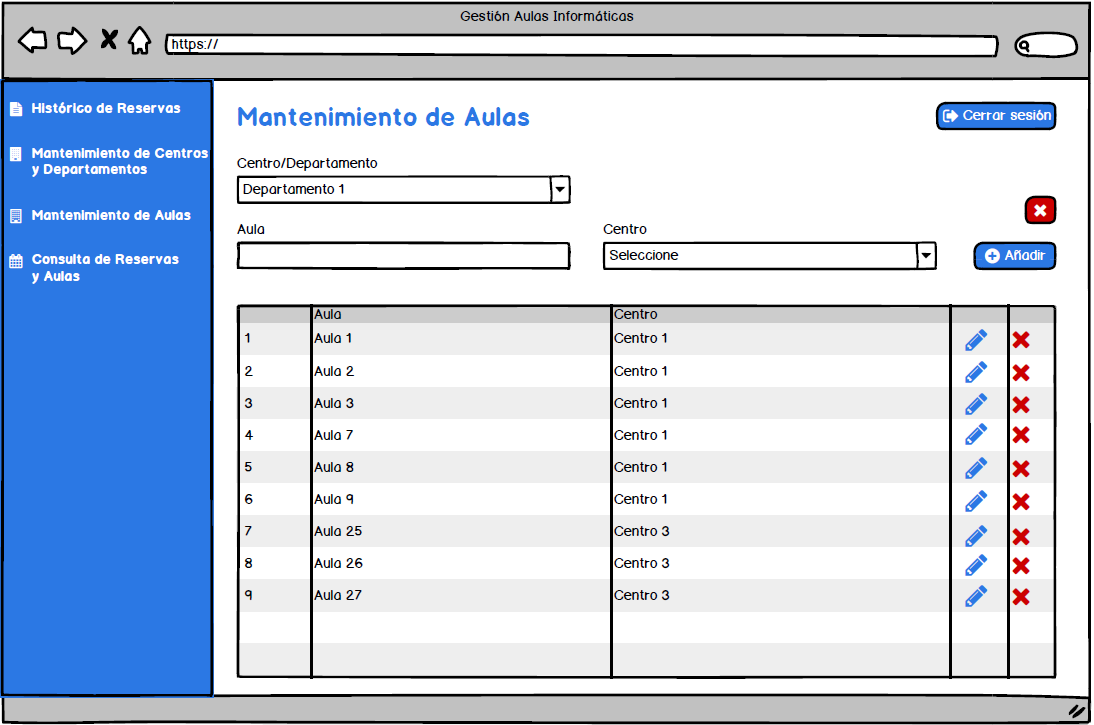 Gestión Aulas Informáticas
https://
Histórico de Reservas
Mantenimiento de Centros
y Departamentos
Mantenimiento de Aulas
Consulta de Reservas
y Aulas
Mantenimiento de Aulas
Cerrar sesión
Centro/Departamento
Departamento 1
Aula
Centro
Seleccione
Añadir
Aula Centro
1 Aula 1 Centro 1
2 Aula 2 Centro 1
3 Aula 3 Centro 1
4 Aula 7 Centro 1
5 Aula 8 Centro 1
6 Aula 9 Centro 1
7 Aula 25 Centro 3
8 Aula 26 Centro 3
9 Aula 27 Centro 3